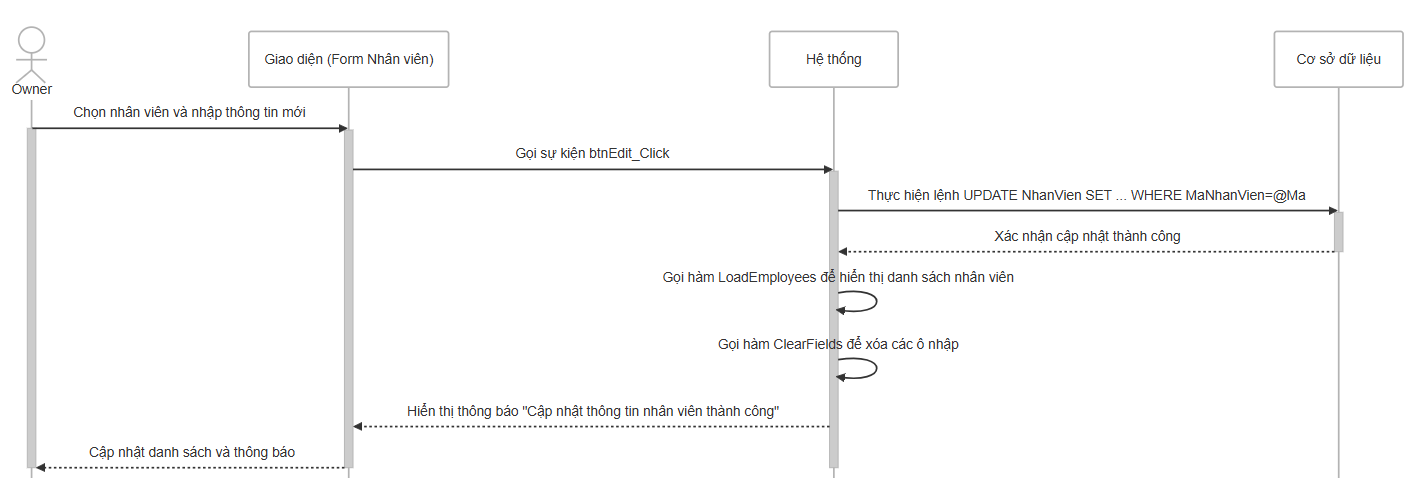 Owner
Giao diện (Form Nhân viên)
Hệ thống
Cơ sở dữ liệu
Chọn nhân viên và nhập thông tin mới
Gọi sự kiện btnEdit_Click
Thực hiện lệnh UPDATE NhanVien SET ... WHERE MaNhanVien=@Ma
Xác nhận cập nhật thành công
Gọi hàm LoadEmployees để hiển thị danh sách nhân viên
Gọi hàm ClearFields để xóa các ô nhập
Hiển thị thông báo "Cập nhật thông tin nhân viên thành công"
Cập nhật danh sách và thông báo